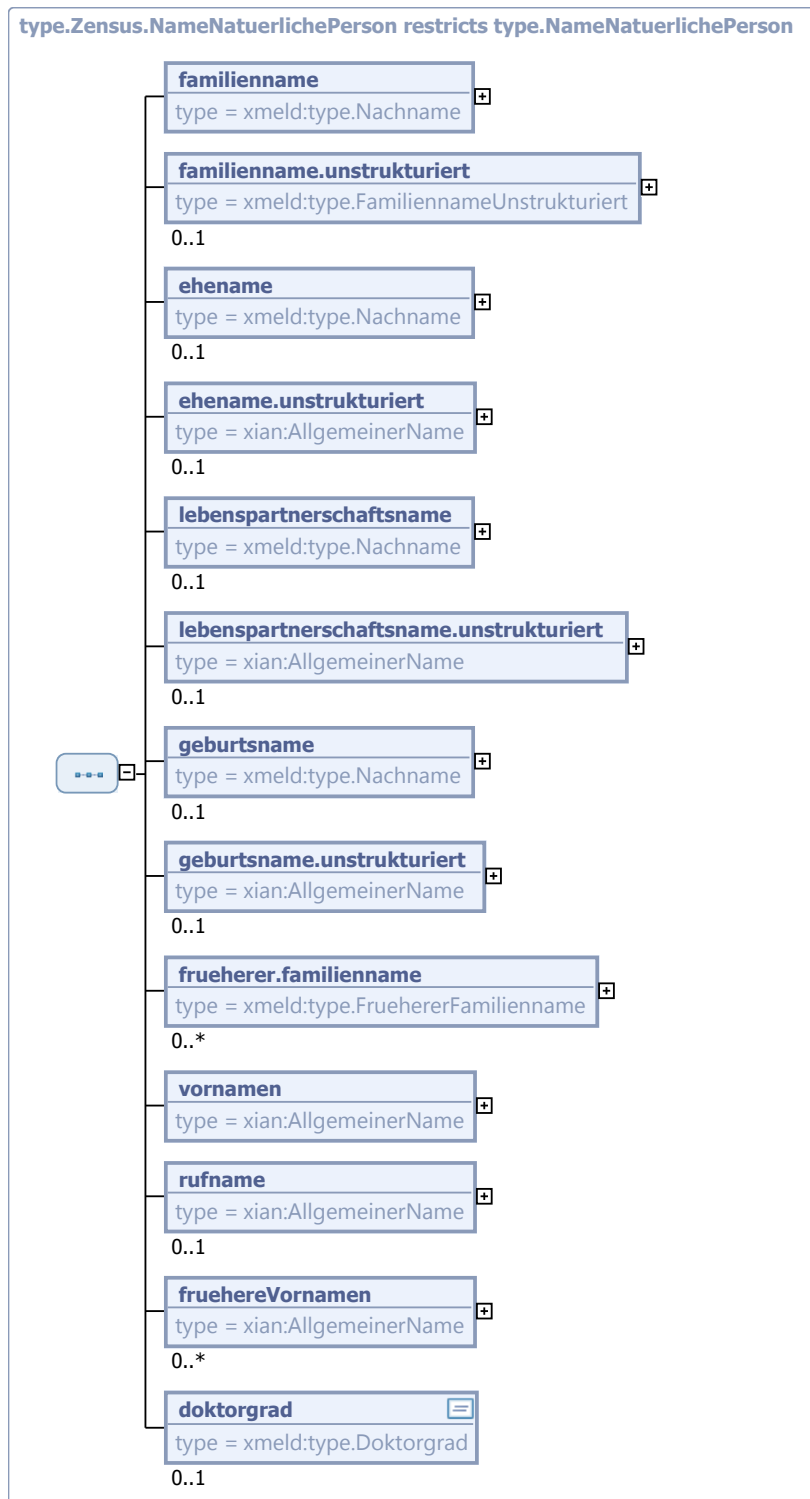 type.Zensus.NameNatuerlichePerson restricts type.NameNatuerlichePerson
familienname
type = xmeld:type.Nachname
familienname.unstrukturiert
type = xmeld:type.FamiliennameUnstrukturiert
0..1
ehename
type = xmeld:type.Nachname
0..1
ehename.unstrukturiert
type = xian:AllgemeinerName
0..1
lebenspartnerschaftsname
type = xmeld:type.Nachname
0..1
lebenspartnerschaftsname.unstrukturiert
type = xian:AllgemeinerName
0..1
geburtsname
type = xmeld:type.Nachname
0..1
geburtsname.unstrukturiert
type = xian:AllgemeinerName
0..1
frueherer.familienname
type = xmeld:type.FruehererFamilienname
0..*
vornamen
type = xian:AllgemeinerName
rufname
type = xian:AllgemeinerName
0..1
fruehereVornamen
type = xian:AllgemeinerName
0..*
doktorgrad
type = xmeld:type.Doktorgrad
0..1